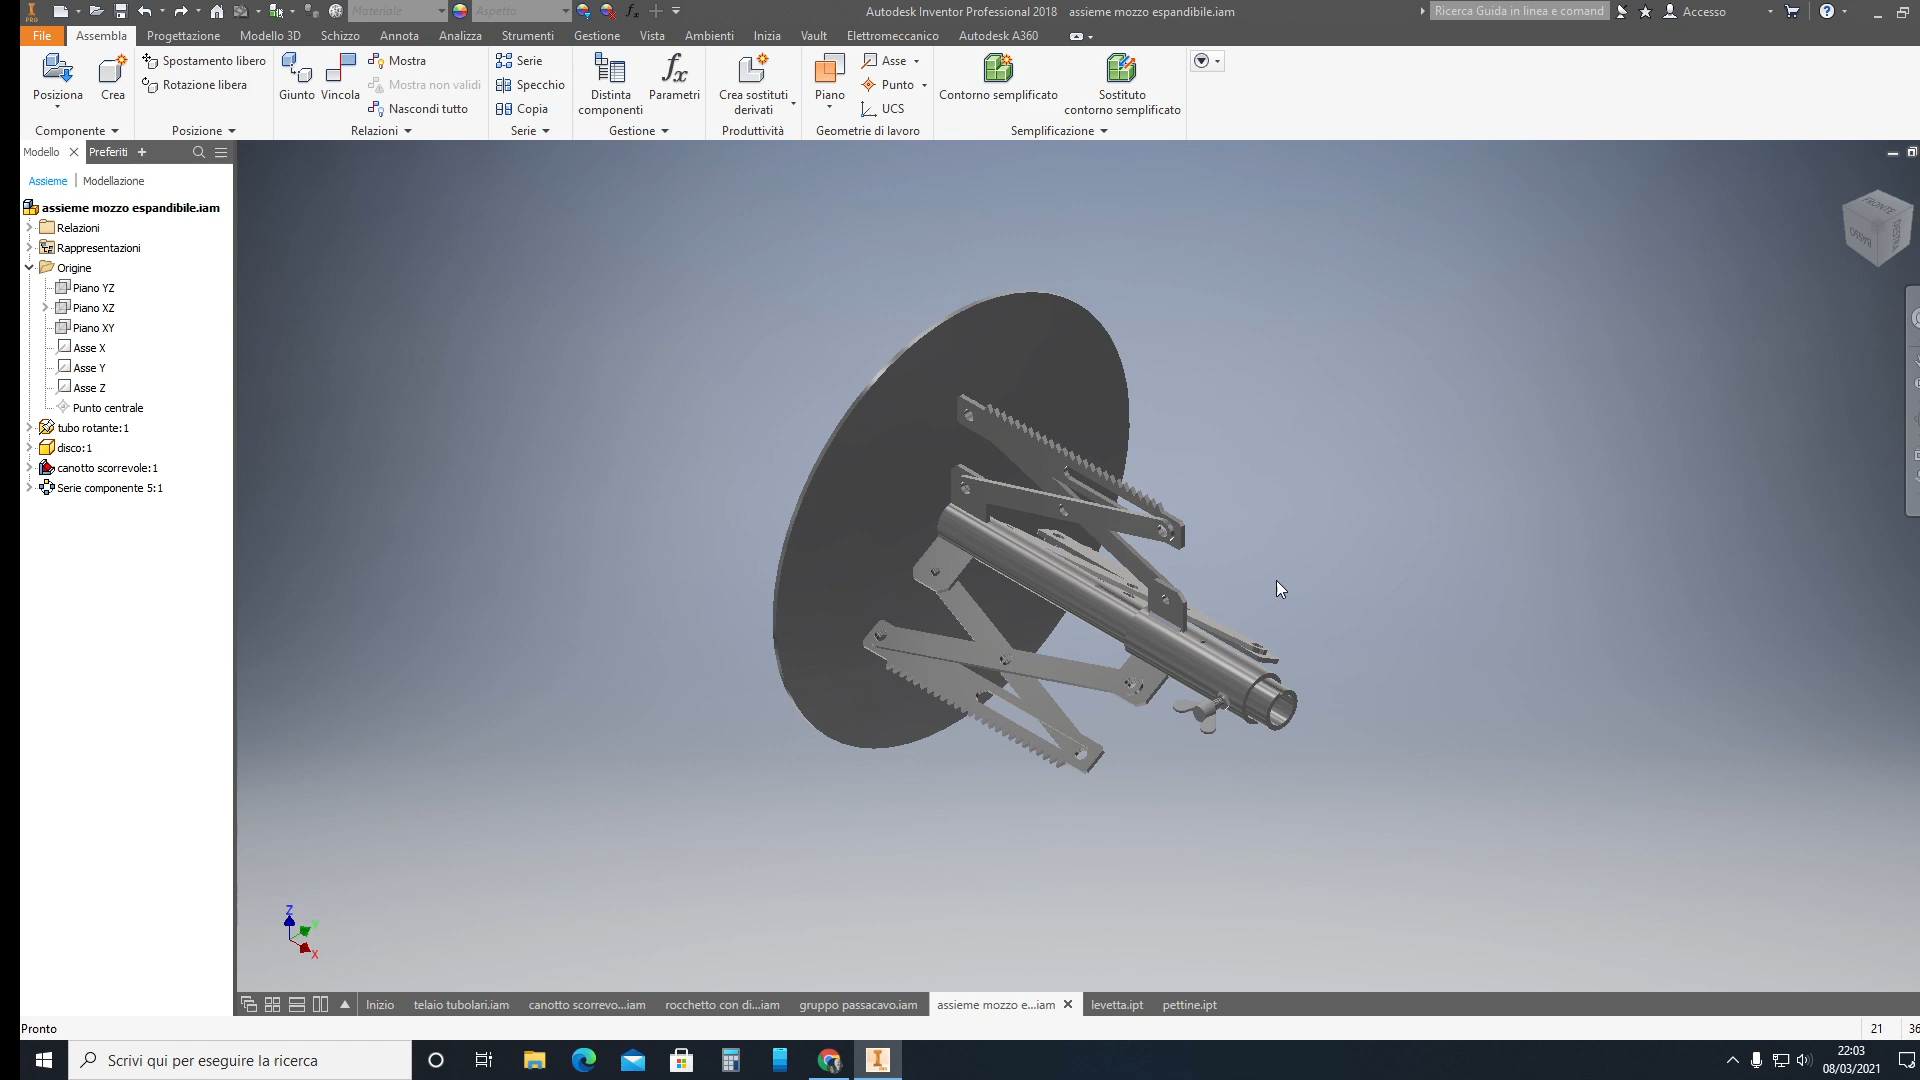 Materiale
Aspetto
Autodesk Inventor Professional 2018 assieme mozzo espandibile.iam
Ricerca Guida in linea e comand
Accesso
File Assembla Progettazione Modello 3D Schizzo Annota Analizza Strumenti Gestione Vista Ambienti Inizia Vault Elettromeccanico Autodesk A360
Posiziona
Crea
Spostamento libero
Rotazione libera
Giunto
Vincola
Mostra
Mostra non validi
Nascondi tutto
Serie
Specchio
Copia
Distinta
componenti
Parametri
Crea sostituti
derivati
Piano
Asse
Punto
UCS
Contorno semplificato
Sostituto
contorno semplificato
Componente Posizione Relazioni Serie Gestione Produttività Geometrie di lavoro Semplificazione
Modello Preferiti
Assieme Modellazione
assieme mozzo espandibile.iam
Relazioni
Rappresentazioni
Origine
Piano YZ
Piano XZ
Piano XY
Asse X
Asse Y
Asse Z
Punto centrale
tubo rotante:1
disco:1
canotto scorrevole:1
Serie componente 5:1
FRONTE
BASSO
DESTRA
Z
Y
X
Inizio telaio tubolari.iam canotto scorrevo...iam rocchetto con di...iam gruppo passacavo.iam assieme mozzo e...iam levetta.ipt pettine.ipt
Pronto
21 36
Scrivi qui per eseguire la ricerca
22:03
08/03/2021